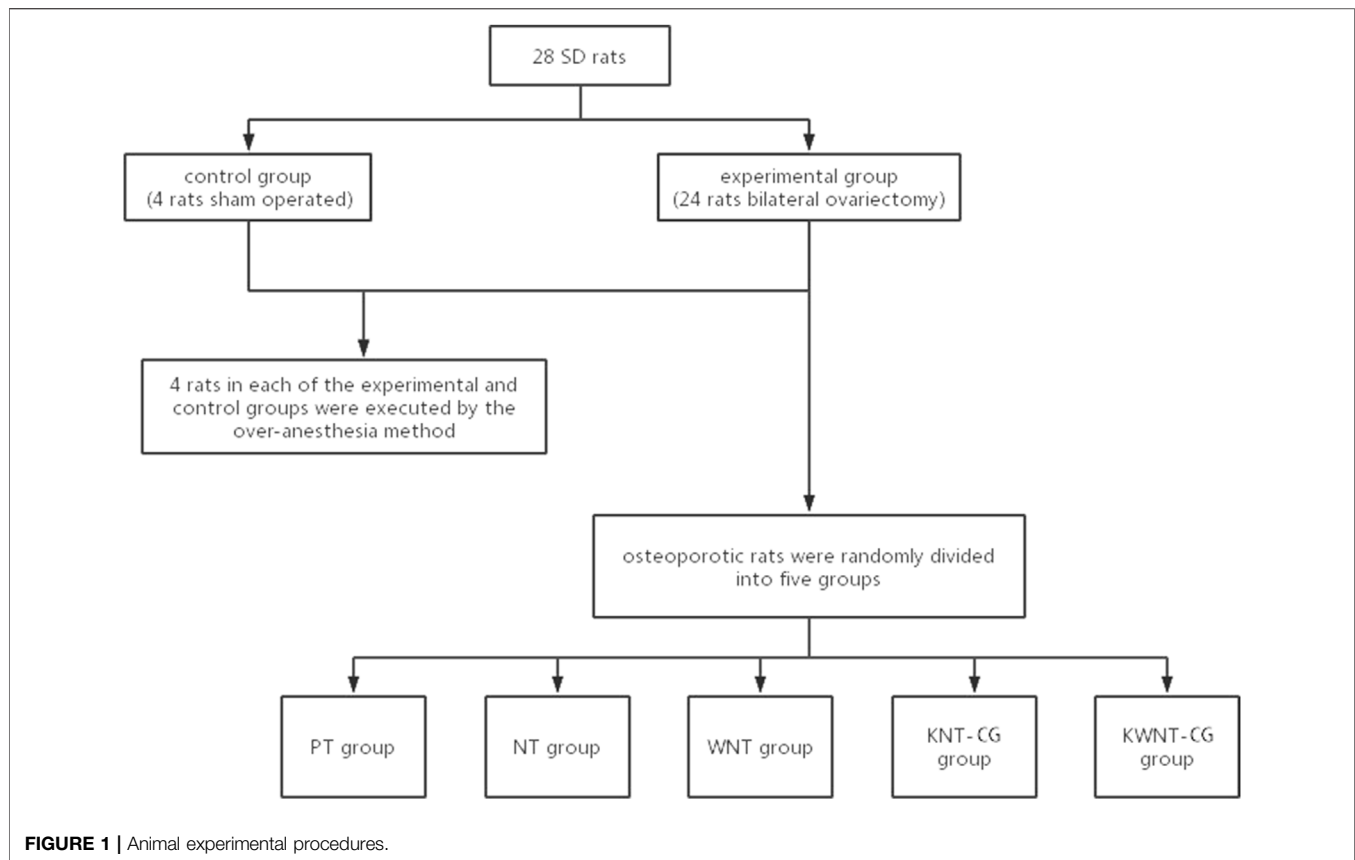 28 SD rats
control group
(4 rats sham operated)
experimental group
(24 rats bilateral ovariectomy)
4 rats in each of the experimental and
control groups were executed by the
over-anesthesia method
osteoporotic rats were randomly divided
into five groups
PT group
NT group
WNT group
KNT-CG
group
KWNT-CG
group
FIGURE 1 | Animal experimental procedures.